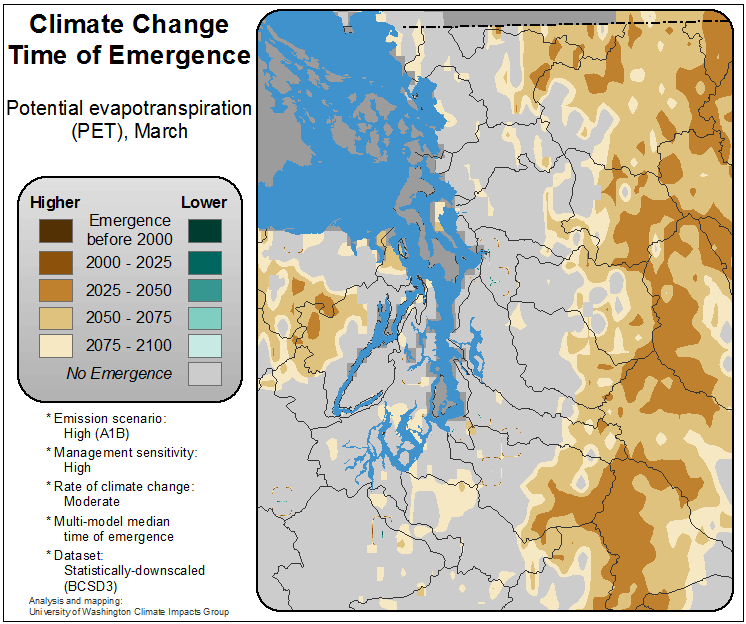 Climate Change
Time of Emergence
Potential evapotranspiration
(PET), March
Higher Lower
Emergence
before 2000
2000 - 2025
2025 - 2050
2050 - 2075
2075 - 2100
No Emergence
* Emission scenario:
High (A1B)
* Management sensitivity:
High
* Rate of climate change:
Moderate
* Multi-model median
time of emergence
* Dataset:
Statistically-downscaled
(BCSD3)
Analysis and mapping:
University of Washington Climate Impacts Group